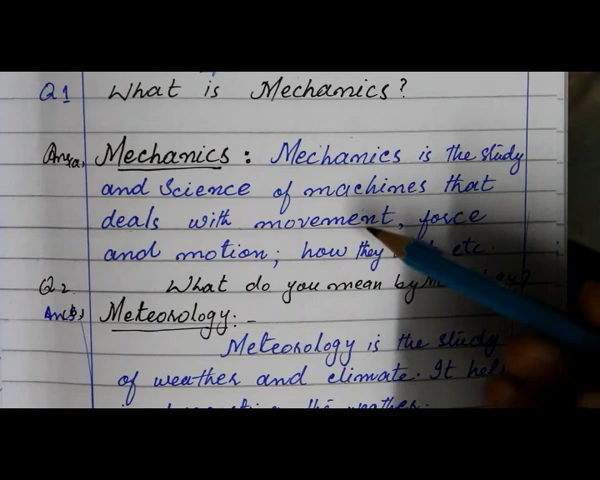 Q1 What is Mechanics?
Ans a, Mechanics : Mechanics is the study
and science of machines that
deals with movement, force
and motion; how they etc.
Q2 What do you mean by
Ans(b) Meteorology: -
Meteorology is the study
of weather and climate. It
the weather.